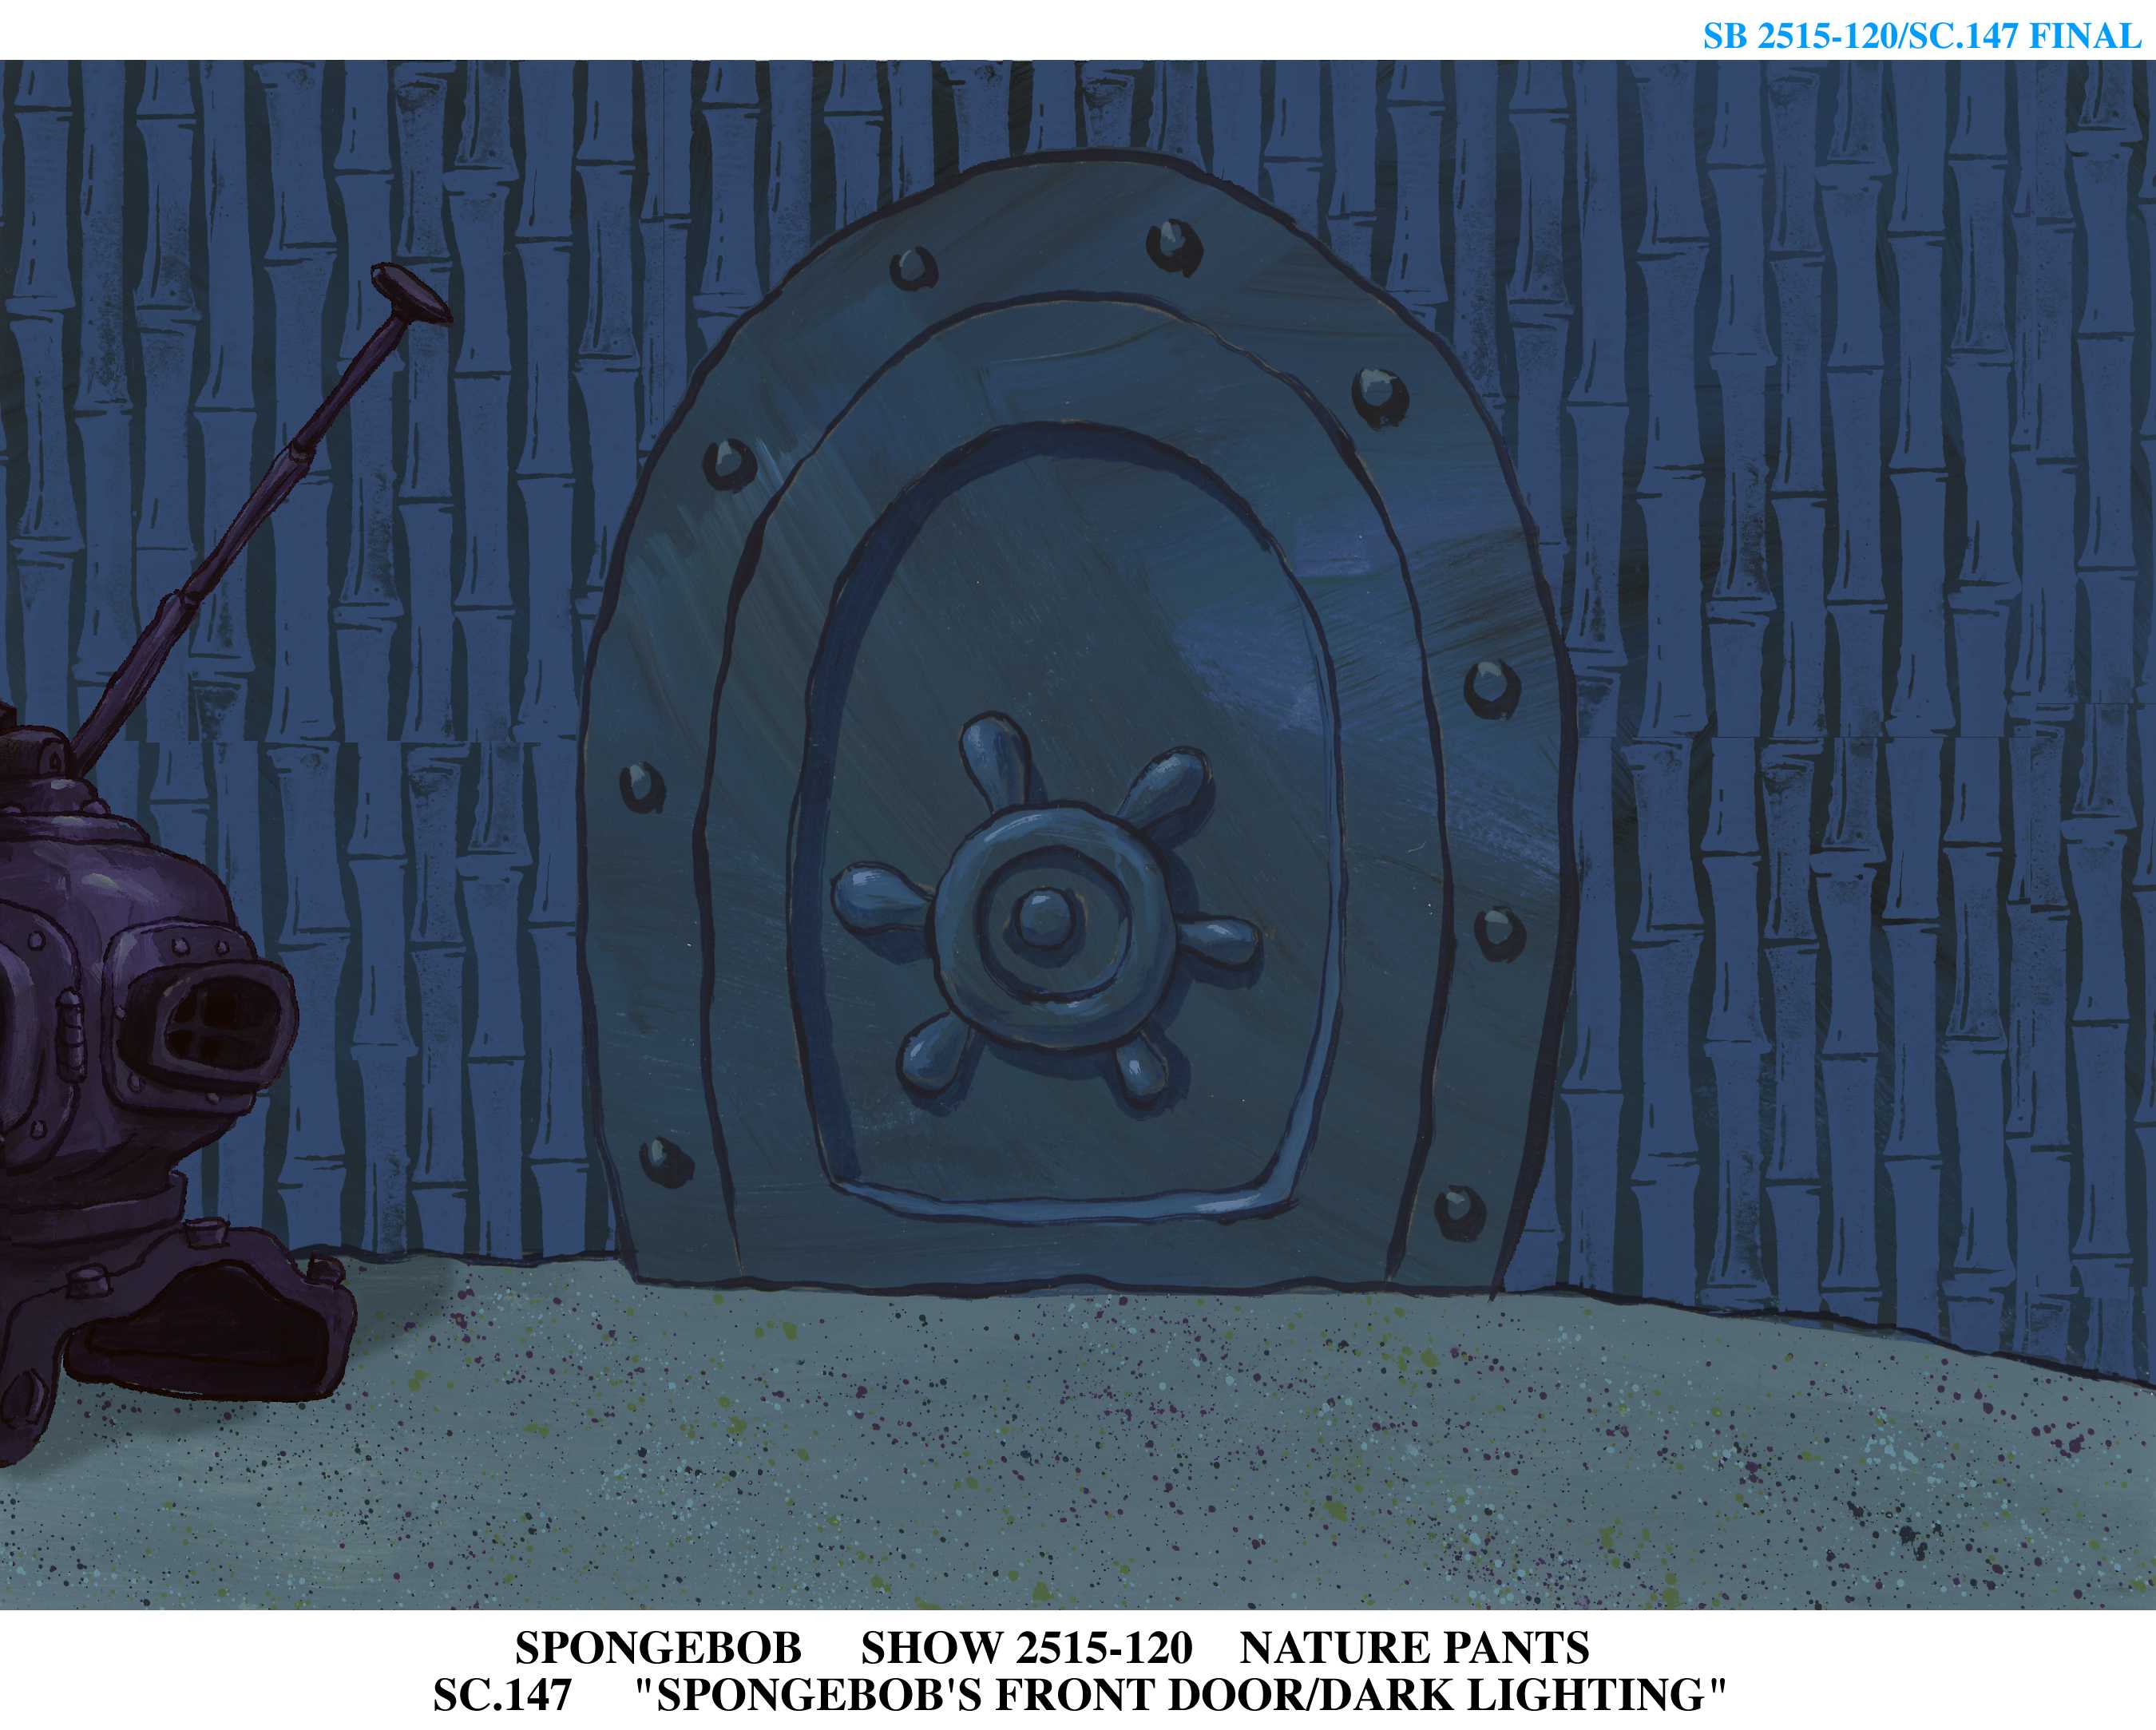 SB 2515-120/SC.147 FINAL
SPONGEBOB SHOW 2515-120 NATURE PANTS
SC.147 "SPONGEBOB'S FRONT DOOR/DARK LIGHTING"